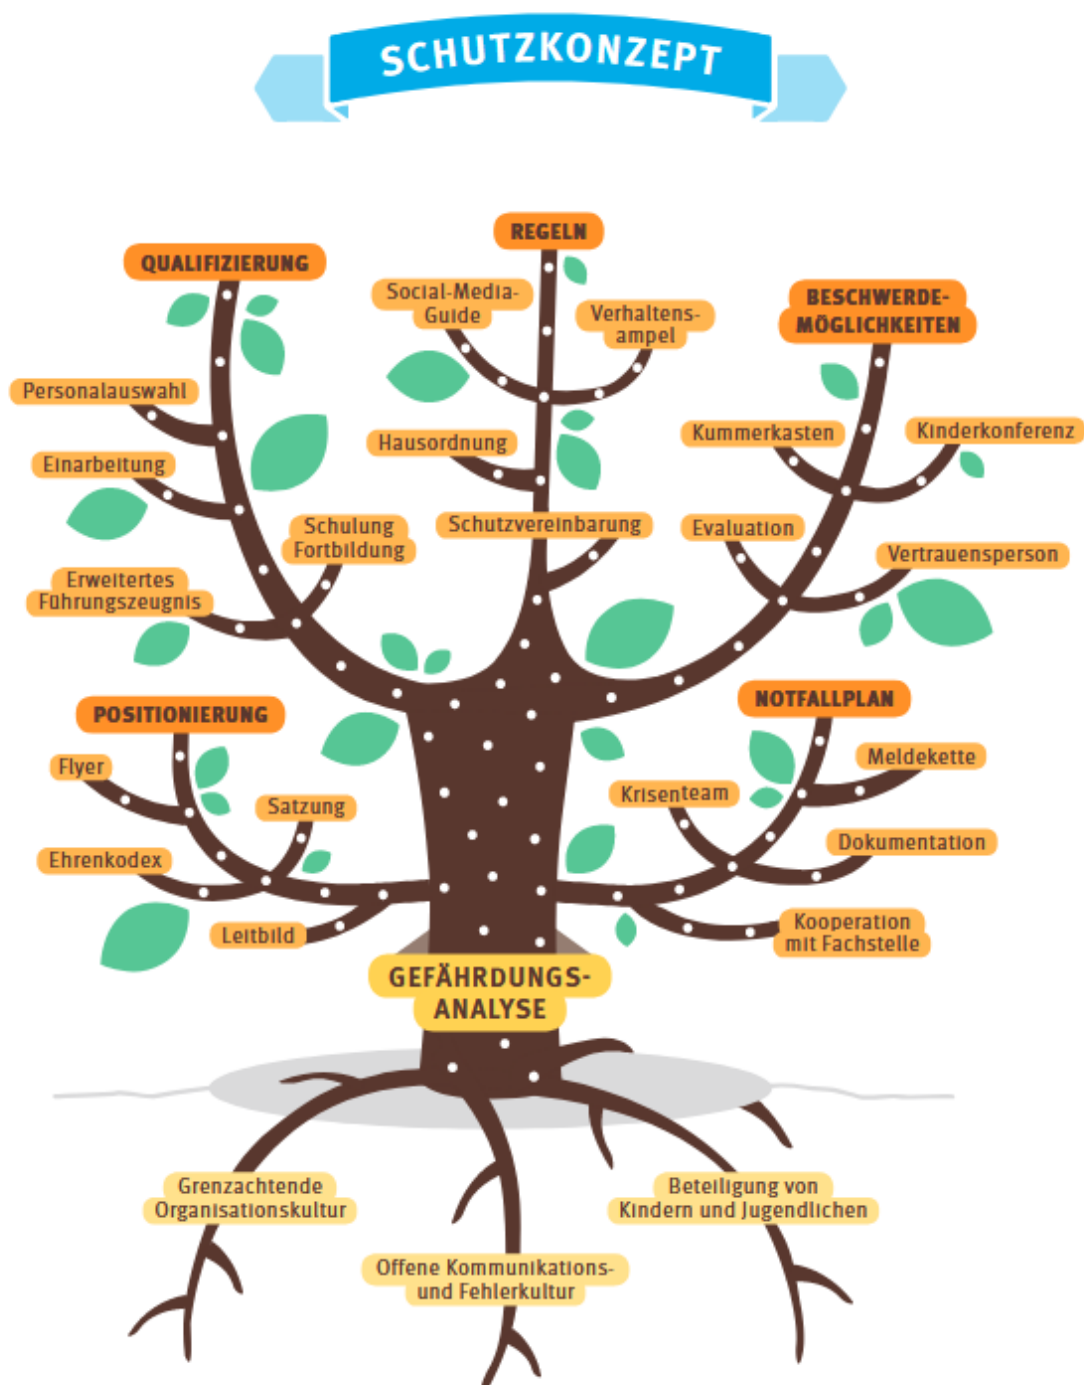 SCHUTZKONZEPT
REGELN
QUALIFIZIERUNG
Social-Media-
Guide
Verhaltens-
ampel
BESCHWERDE-
MÖGLICHKEITEN
Personalauswahl
Hausordnung
Kummerkasten
Kinderkonferenz
Einarbeitung
Schulung
Fortbildung
Schutzvereinbarung
Evaluation
Vertrauensperson
Erweitertes
Führungszeugnis
POSITIONIERUNG
NOTFALLPLAN
Flyer
Meldekette
Satzung
Krisenteam
Ehrenkodex
Dokumentation
Leitbild
Kooperation
mit Fachstelle
GEFÄHRDUNGS-
ANALYSE
Grenzachtende
Organisationskultur
Beteiligung von
Kindern und Jugendlichen
Offene Kommunikations-
und Fehlerkultur